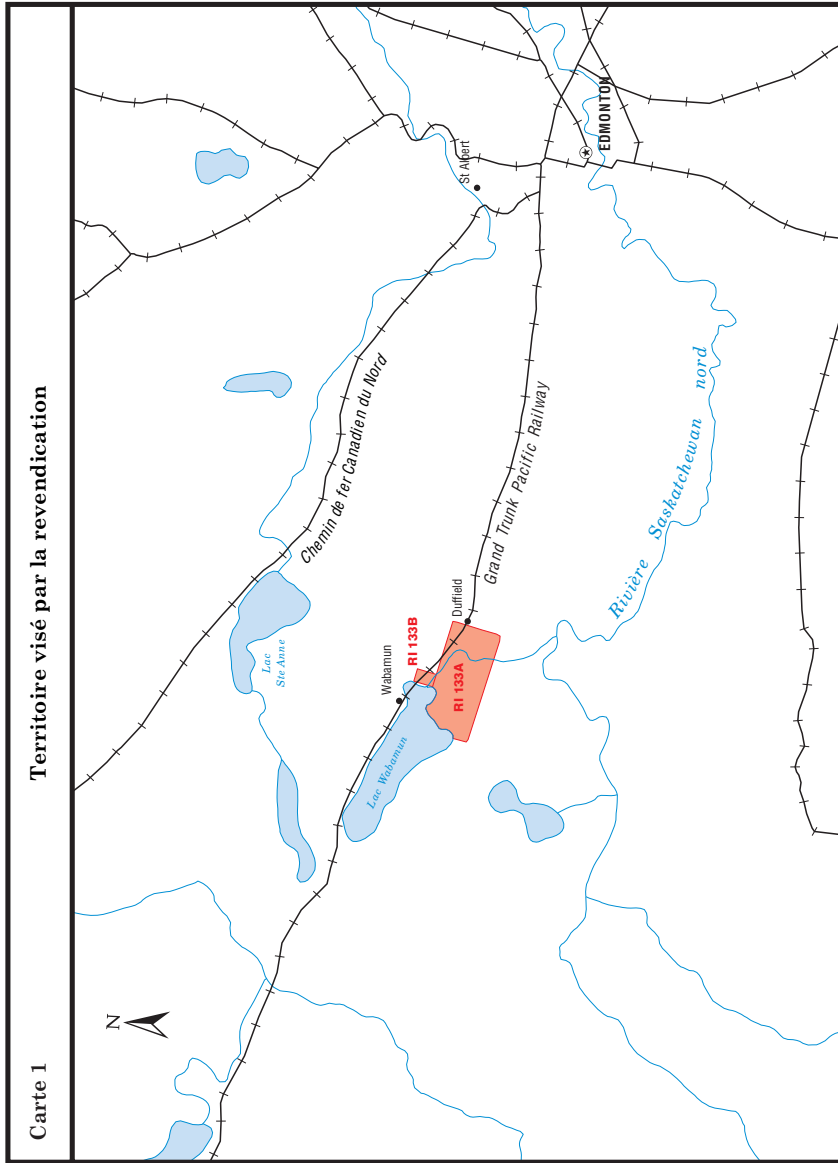 Carte 1
Territoire visé par la revendication
N
St Albert
EDMONTON
Chemin de fer Canadien du Nord
Lac
Ste Anne
Grand Trunk Pacific Railway
Wabamun
RI 133B
Duffield
RI 133A
Lac Wabamun
Rivière Saskatchewan nord